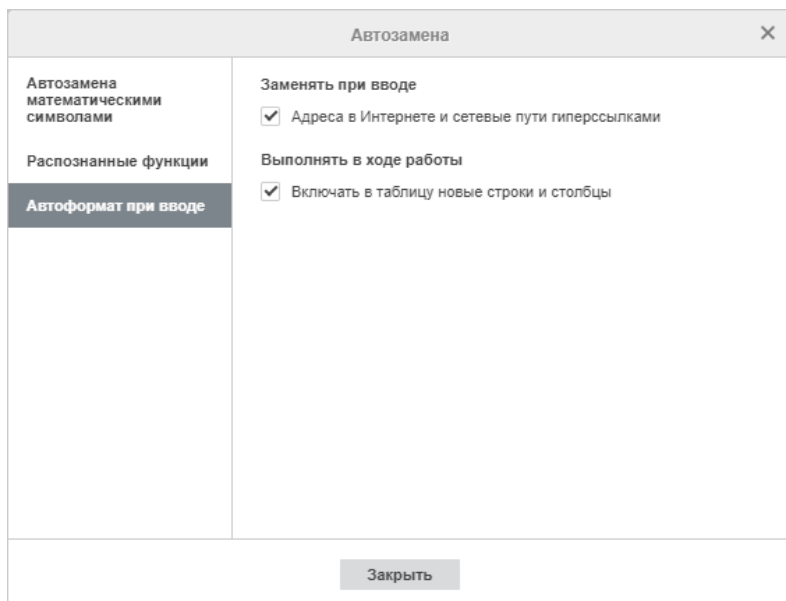 Автозамена
Автозамена
математическими
символами
Распознанные функции
Автоформат при вводе
Заменять при вводе
Адреса в Интернете и сетевые пути гиперссылками
Выполнять в ходе работы
Включать в таблицу новые строки и столбцы
Закрыть